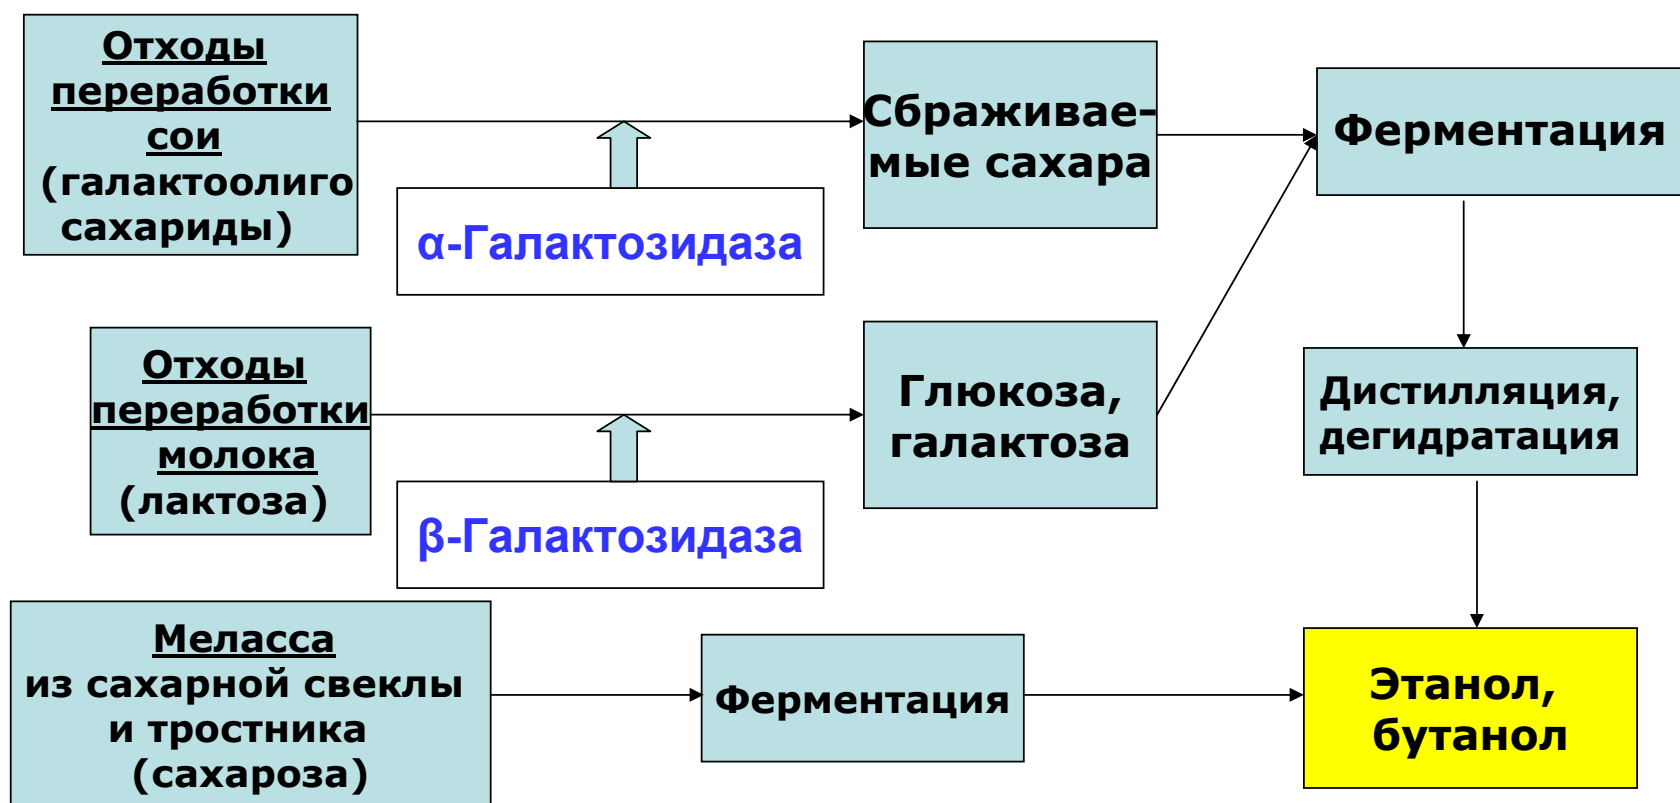 Отходы
переработки
сои
(галактоолиго
сахариды)
α-Галактозидаза
Сбраживае-
мые сахара
Ферментация
Отходы
переработки
молока
(лактоза)
β-Галактозидаза
Глюкоза,
галактоза
Дистилляция,
дегидратация
Меласса
из сахарной свеклы
и тростника
(сахароза)
Ферментация
Этанол,
бутанол